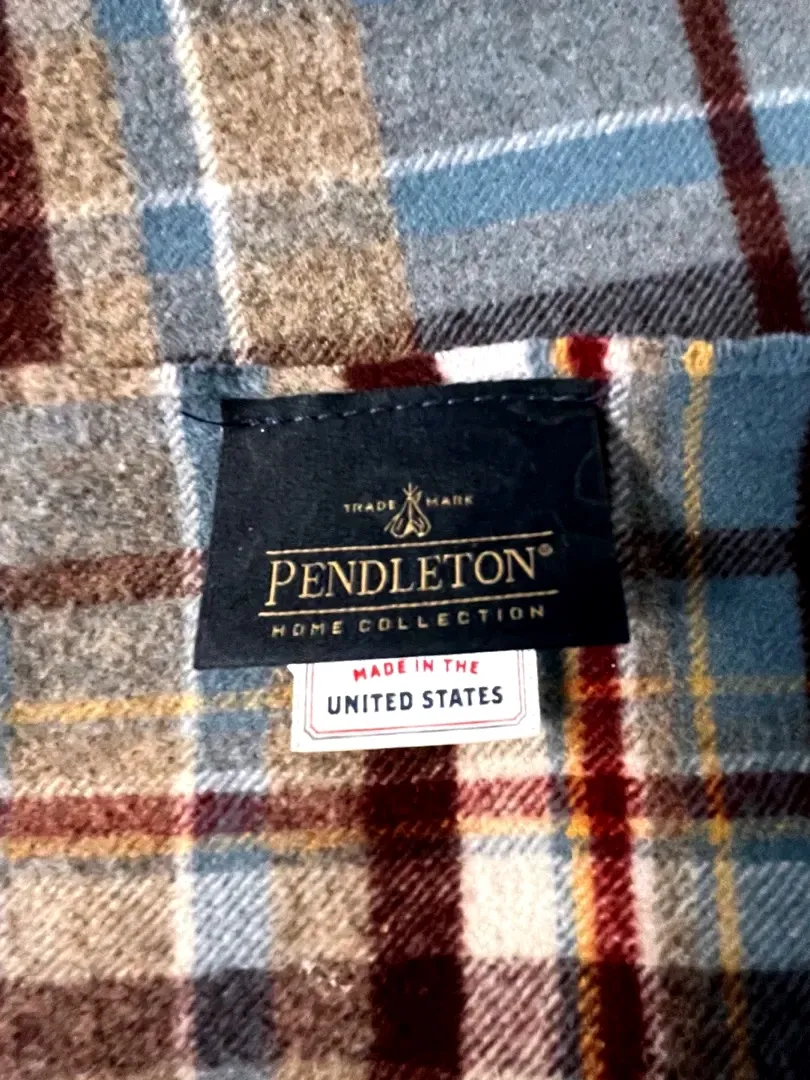 TRADE MARK
PENDLETON®
HOME COLLECTION
MADE IN THE
UNITED STATES